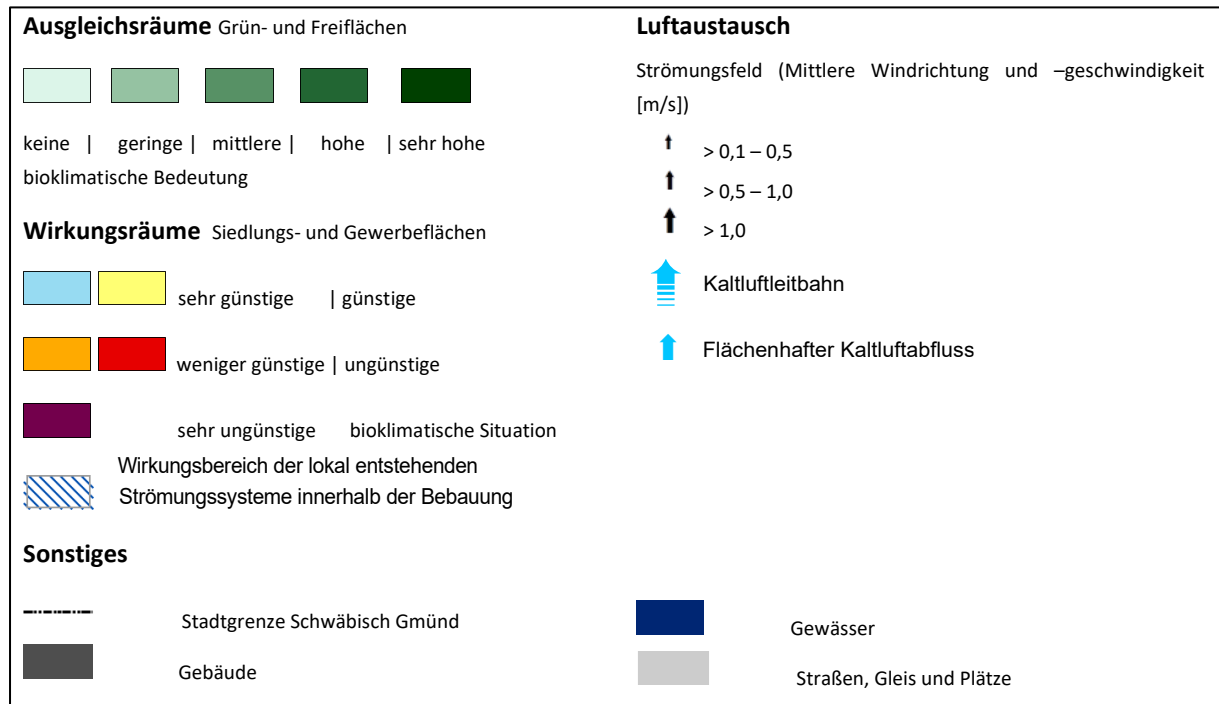 Ausgleichsräume Grün- und Freiflächen
keine | geringe | mittlere | hohe | sehr hohe
bioklimatische Bedeutung
Wirkungsräume Siedlungs- und Gewerbeflächen
sehr günstige | günstige
weniger günstige | ungünstige
sehr ungünstige bioklimatische Situation
Wirkungsbereich der lokal entstehenden
Strömungssysteme innerhalb der Bebauung
Luftaustausch
Strömungsfeld (Mittlere Windrichtung und –geschwindigkeit
[m/s])
> 0,1 – 0,5
> 0,5 – 1,0
> 1,0
Kaltluftleitbahn
Flächenhafter Kaltluftabfluss
Sonstiges
Stadtgrenze Schwäbisch Gmünd
Gebäude
Gewässer
Straßen, Gleis und Plätze